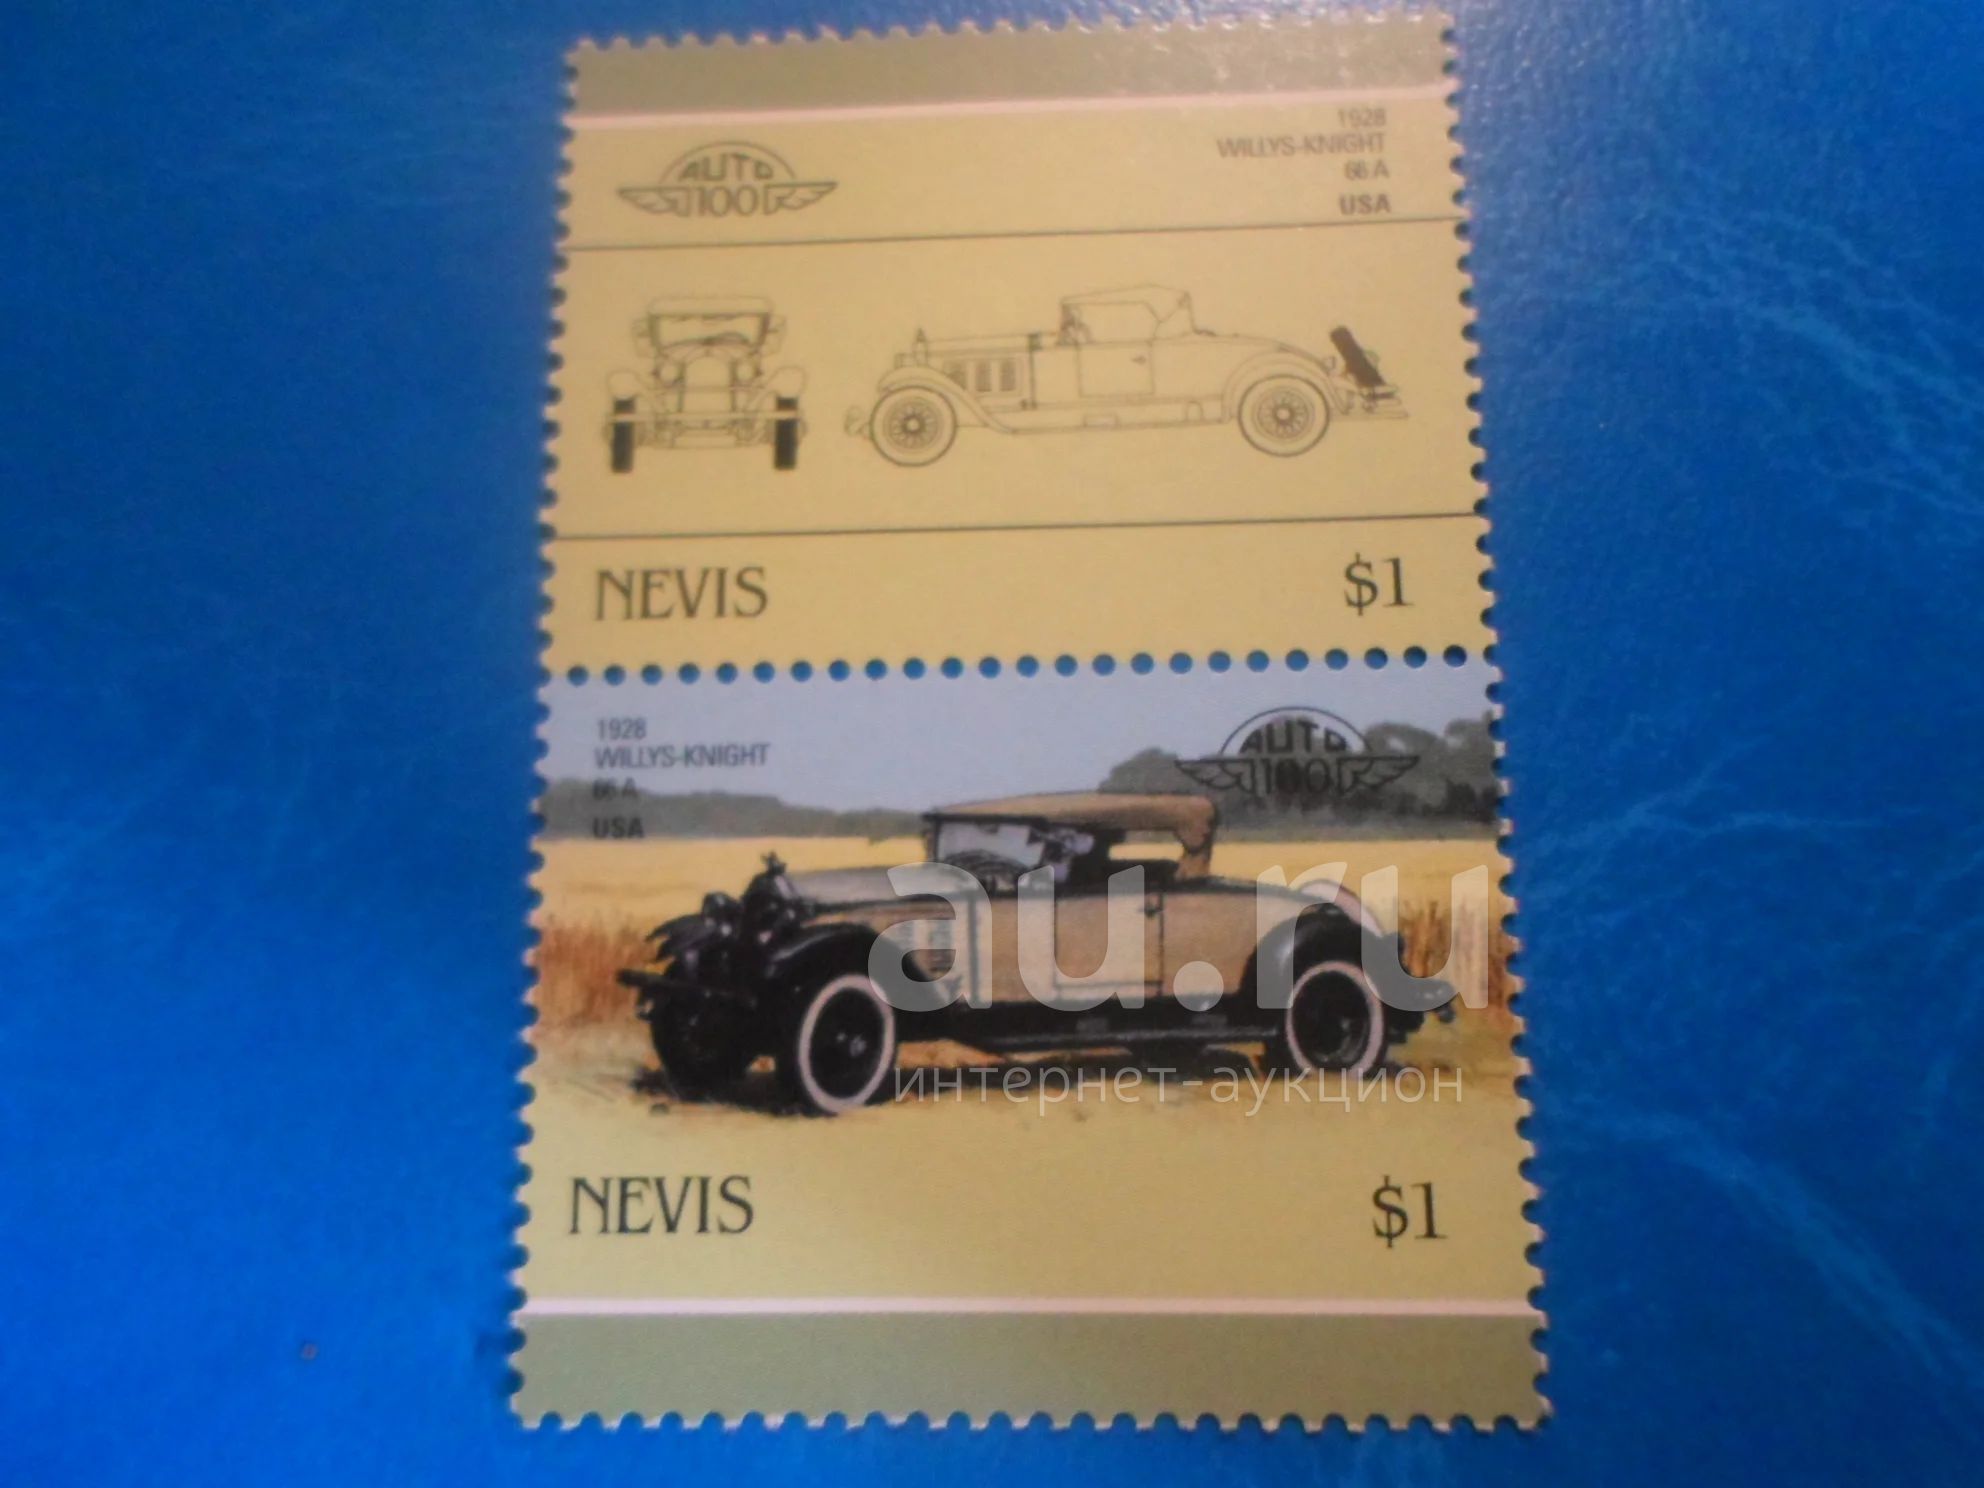 AUTO
100
1928
WILLYS-KNIGHT
66 A
USA
NEVIS
$1
1928
WILLYS-KNIGHT
66 A
USA
AUTO
100
au.ru
интернет-аукцион
NEVIS
$1